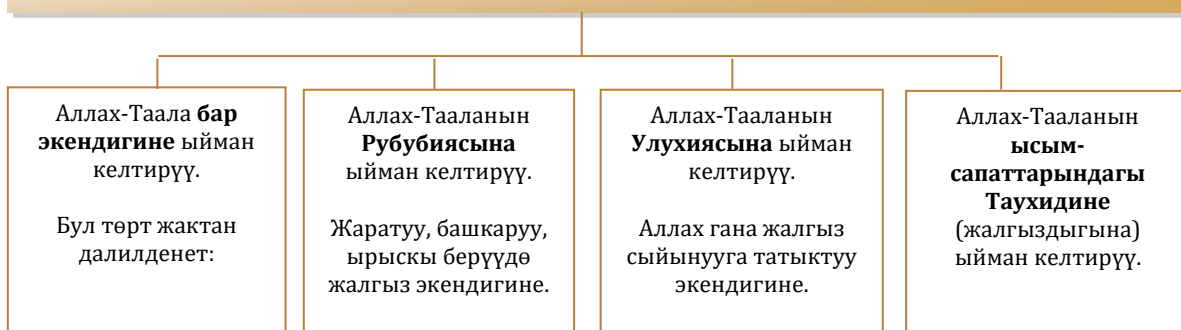 Аллах-Таала бар
экендигине ыйман
келтирүү.
Бул төрт жактан
далилденет:
Аллах-Тааланын
Рубубиясына
ыйман келтирүү.
Жаратуу, башкаруу,
ырыскы берүүдө
жалгыз экендигине.
Аллах-Тааланын
Улухиясына ыйман
келтирүү.
Аллах гана жалгыз
сыйынууга татыктуу
экендигине.
Аллах-Тааланын
ысым-
сапаттарындагы
Таухидине
(жалгыздыгына)
ыйман келтирүү.